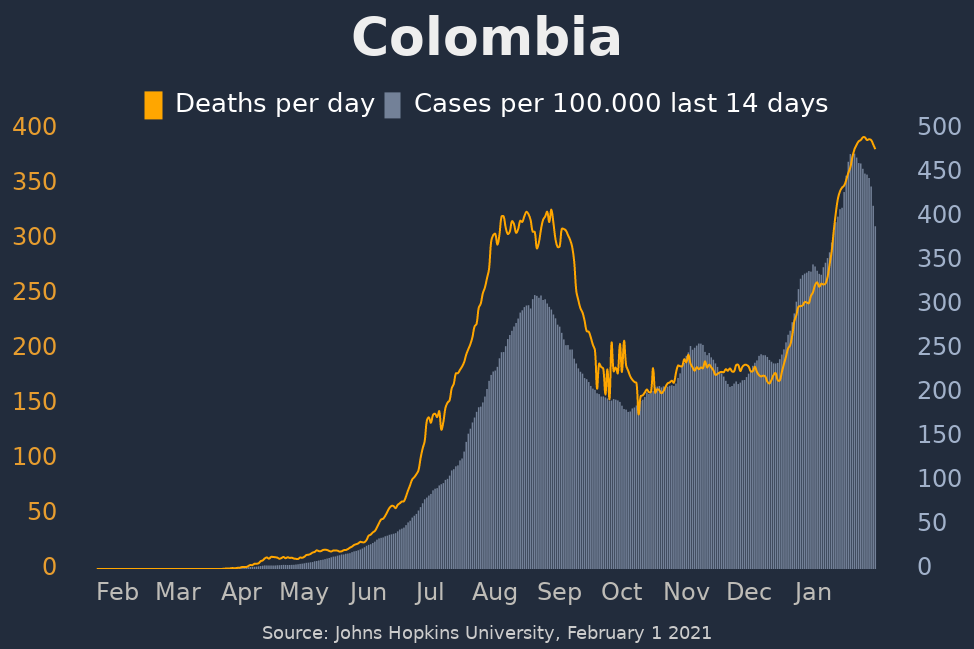 Colombia
Deaths per day Cases per 100.000 last 14 days
400 500
350 450
300 400
250 350
200 300
150 250
100 200
50 150
0 100
50
0
Feb Mar Apr May Jun Jul Aug Sep Oct Nov Dec Jan
Source: Johns Hopkins University, February 1 2021